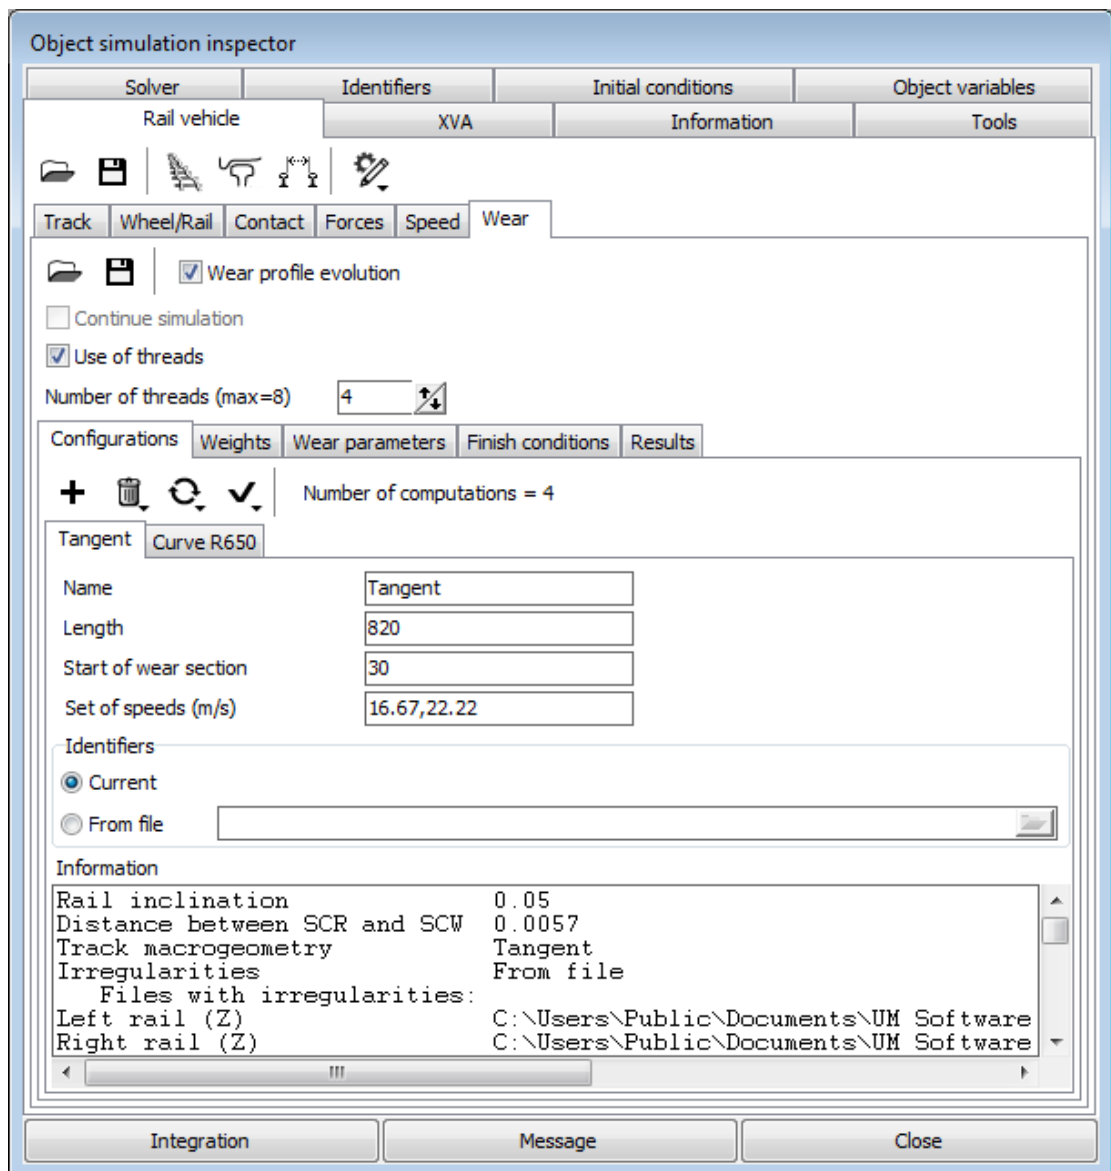 Object simulation inspector
Solver Identifiers Initial conditions Object variables
Rail vehicle XVA Information Tools
Track Wheel/Rail Contact Forces Speed Wear
Wear profile evolution
Continue simulation
Use of threads
Number of threads (max=8) 4
Configurations Weights Wear parameters Finish conditions Results
Number of computations = 4
Tangent Curve R650
Name Tangent
Length 820
Start of wear section 30
Set of speeds (m/s) 16.67,22.22
Identifiers
Current
From file
Information
Rail inclination 0.05
Distance between SCR and SCW 0.0057
Track macrogeometry Tangent
Irregularities From file
Files with irregularities:
Left rail (Z) C:\Users\Public\Documents\UM Software
Right rail (Z) C:\Users\Public\Documents\UM Software
Integration Message Close